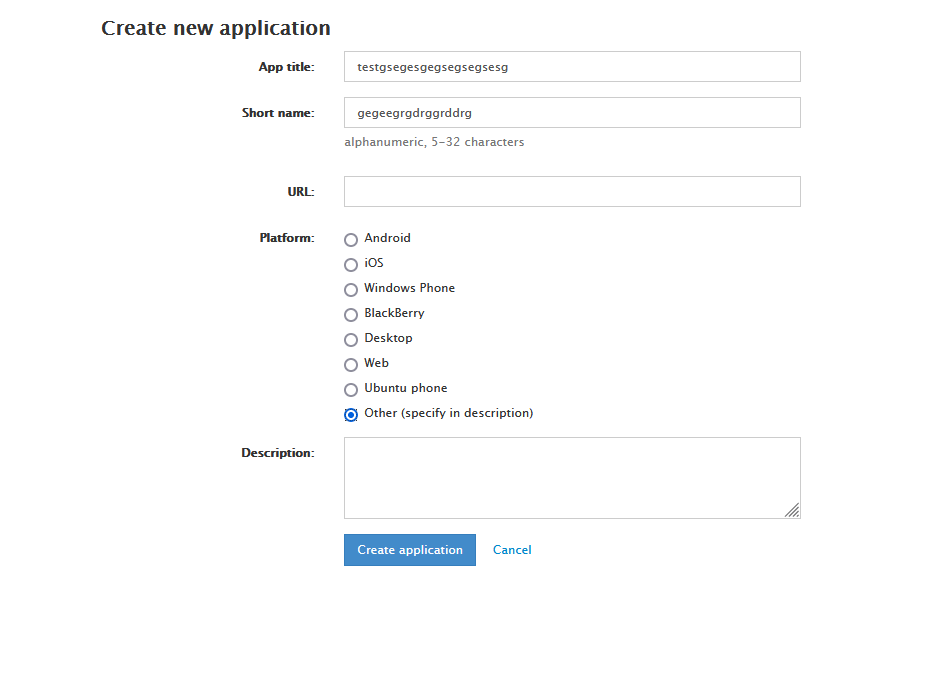 Create new application
App title: testgsegesgegsegsegsesg
Short name: gegeegrgdrggrddrg
alphanumeric, 5–32 characters
URL:
Platform: Android
iOS
Windows Phone
BlackBerry
Desktop
Web
Ubuntu phone
Other (specify in description)
Description:
Create application Cancel